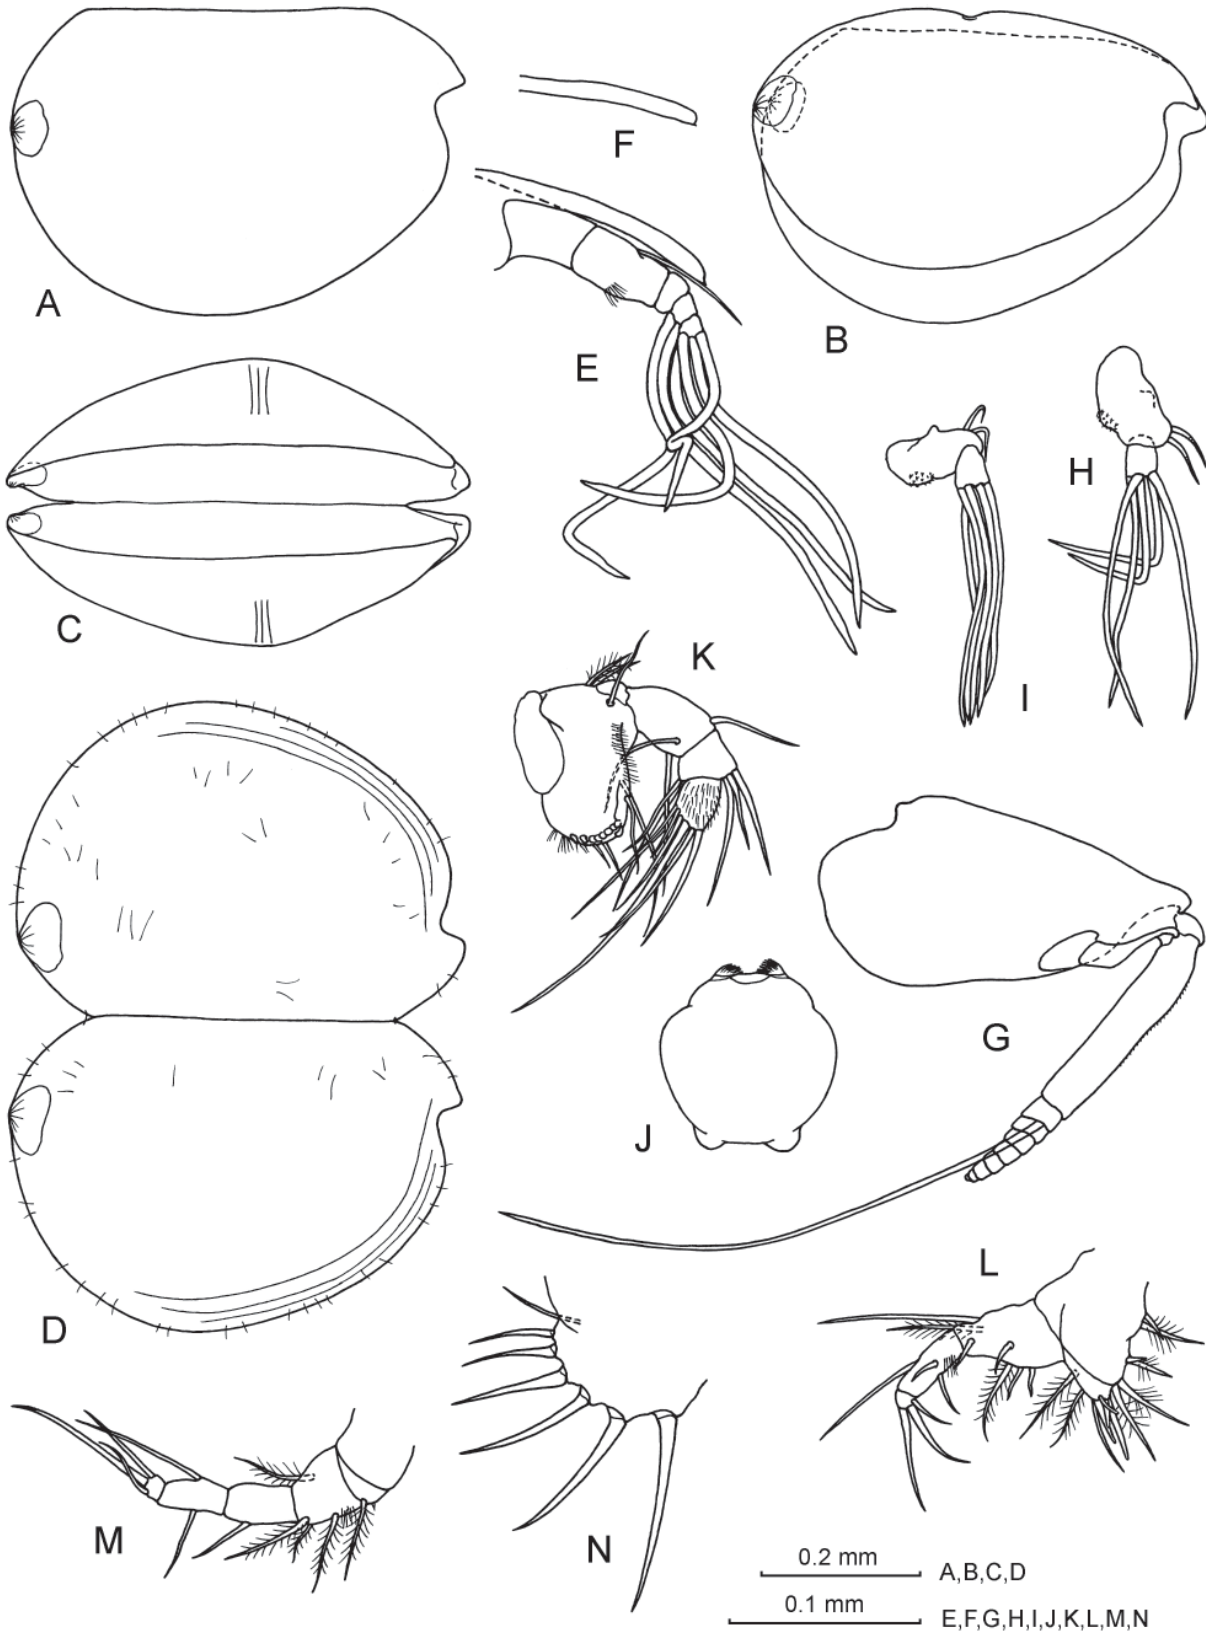 A
B
F
E
H
C
I
K
G
J
D
L
M
N
0.2 mm
A,B,C,D
0.1 mm
E,F,G,H,I,J,K,L,M,N